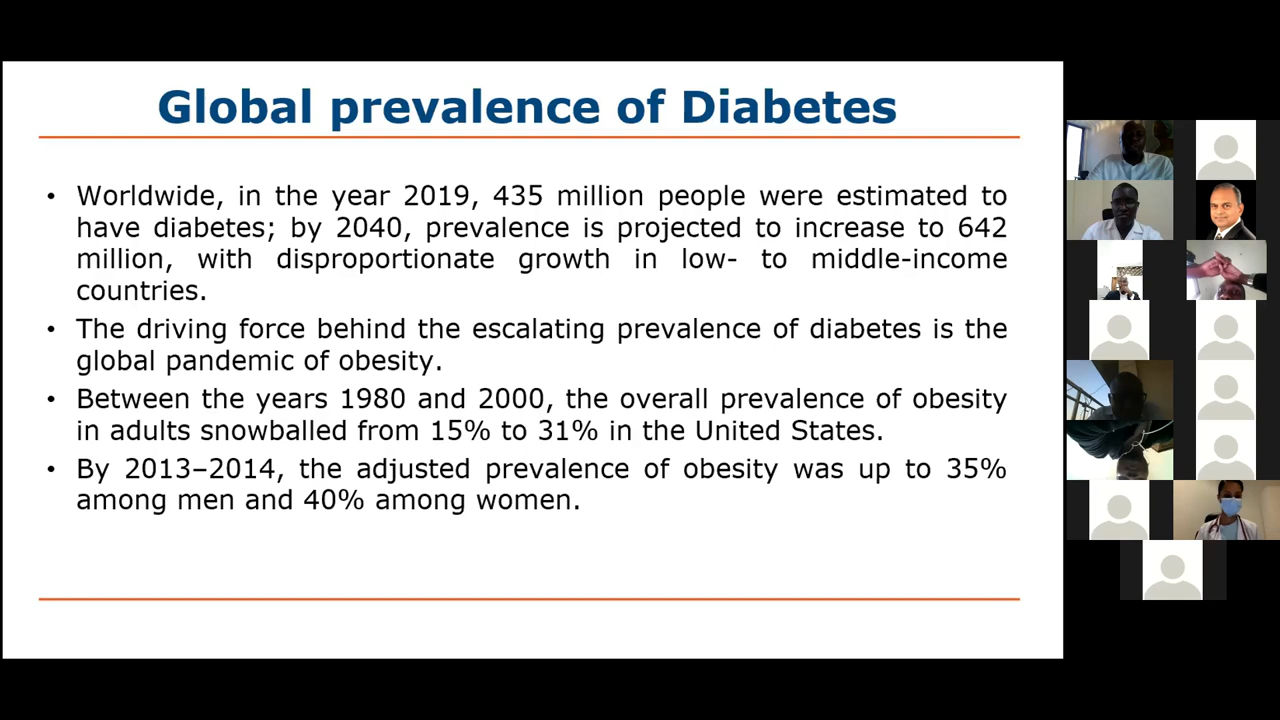 Global prevalence of Diabetes
• Worldwide, in the year 2019, 435 million people were estimated to
have diabetes; by 2040, prevalence is projected to increase to 642
million, with disproportionate growth in low- to middle-income
countries.
• The driving force behind the escalating prevalence of diabetes is the
global pandemic of obesity.
• Between the years 1980 and 2000, the overall prevalence of obesity
in adults snowballed from 15% to 31% in the United States.
• By 2013–2014, the adjusted prevalence of obesity was up to 35%
among men and 40% among women.